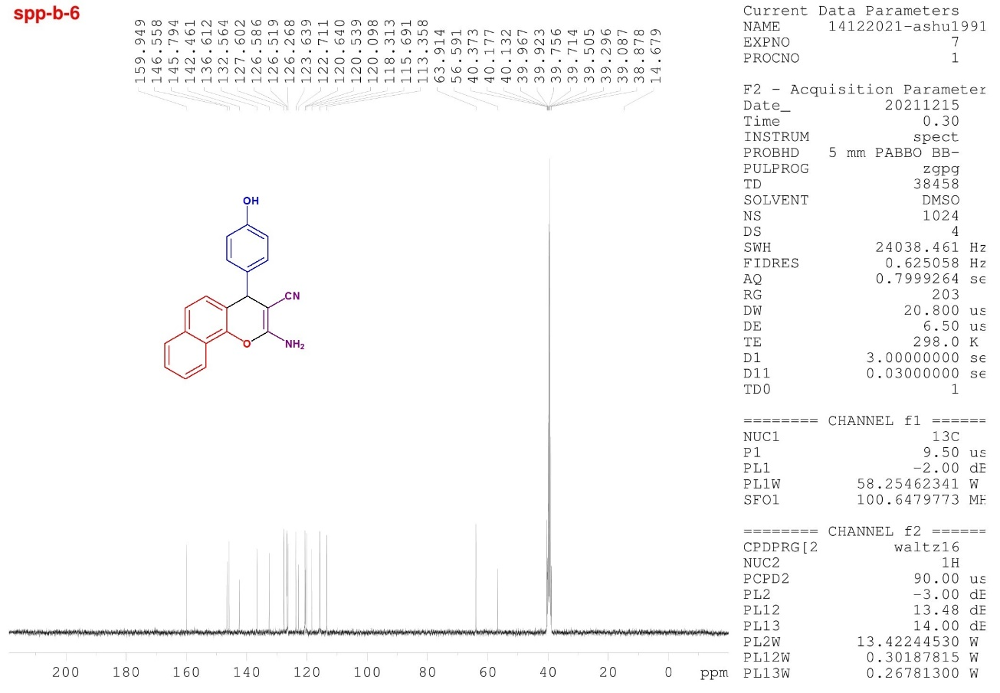 spp-b-6
159.949
146.558
145.794
142.461
136.612
132.564
127.602
126.586
126.519
126.268
123.639
122.711
120.640
120.539
120.098
118.313
115.691
113.358
63.914
56.591
40.373
40.177
40.132
39.967
39.923
39.756
39.714
39.505
39.296
39.087
38.878
14.679
OH
CN
O
NH2
200 180 160 140 120 100 80 60 40 20 0 ppm
Current Data Parameters
NAME 14122021-ashu1991
EXPNO 7
PROCNO 1
F2 - Acquisition Parameter
Date_ 20211215
Time 0.30
INSTRUM spect
PROBHD 5 mm PABBO BB-
PULPROG zgpg
TD 38458
SOLVENT DMSO
NS 1024
DS 4
SWH 24038.461 Hz
FIDRES 0.625058 Hz
AQ 0.7999264 se
RG 203
DW 20.800 us
DE 6.50 us
TE 298.0 K
D1 3.00000000 se
D11 0.03000000 se
TD0 1
======== CHANNEL f1 ======
NUC1 13C
P1 9.50 us
PL1 -2.00 dB
PL1W 58.25462341 W
SFO1 100.6479773 MH
======== CHANNEL f2 ======
CPDPRG[2 waltz16
NUC2 1H
PCPD2 90.00 us
PL2 -3.00 dB
PL12 13.48 dB
PL13 14.00 dB
PL2W 13.42244530 W
PL12W 0.30187815 W
PL13W 0.26781300 W